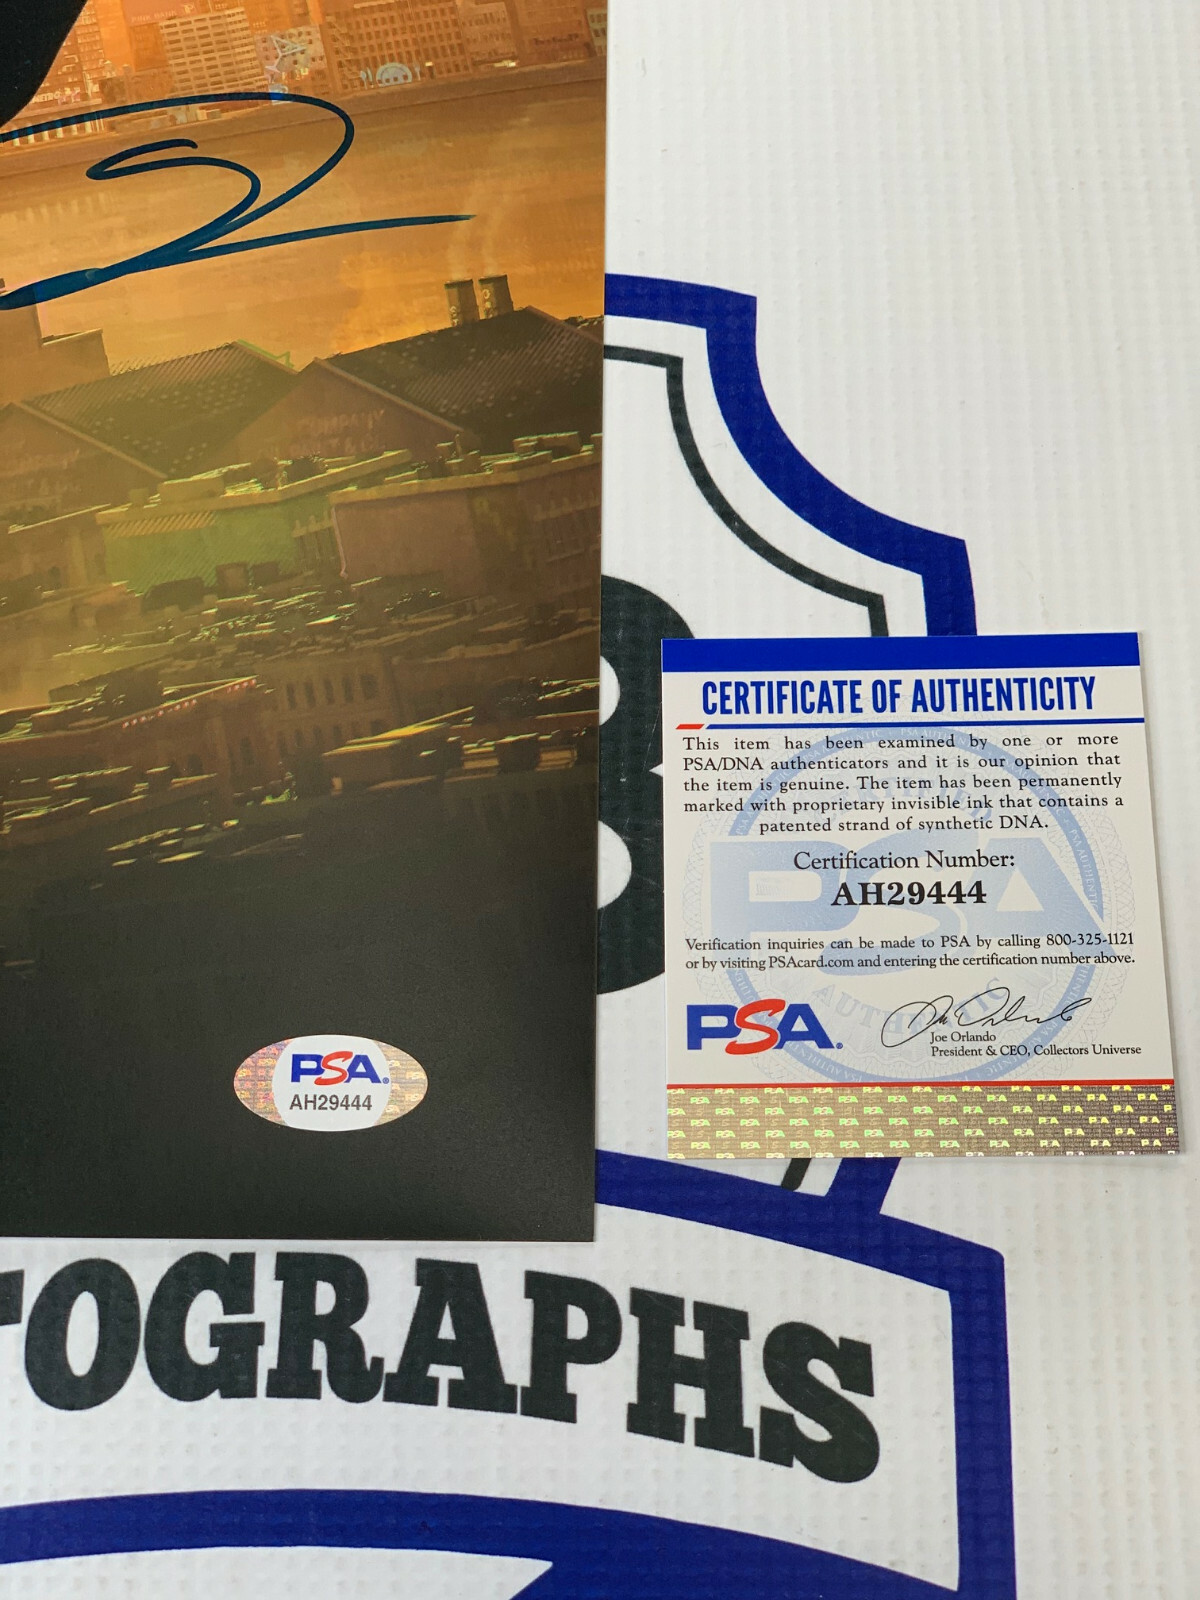 CERTIFICATE OF AUTHENTICITY
This item has been examined by one or more
PSA/DNA authenticators and it is our opinion that
the item is genuine. The item has been permanently
marked with proprietary invisible ink that contains a
patented strand of synthetic DNA.
Certification Number:
AH29444
Verification inquiries can be made to PSA by calling 800-325-1121
or by visiting PSAcard.com and entering the certification number above.
PSA®
Joe Orlando
President & CEO, Collectors Universe
PSA®
AH29444
TOGRAPHS